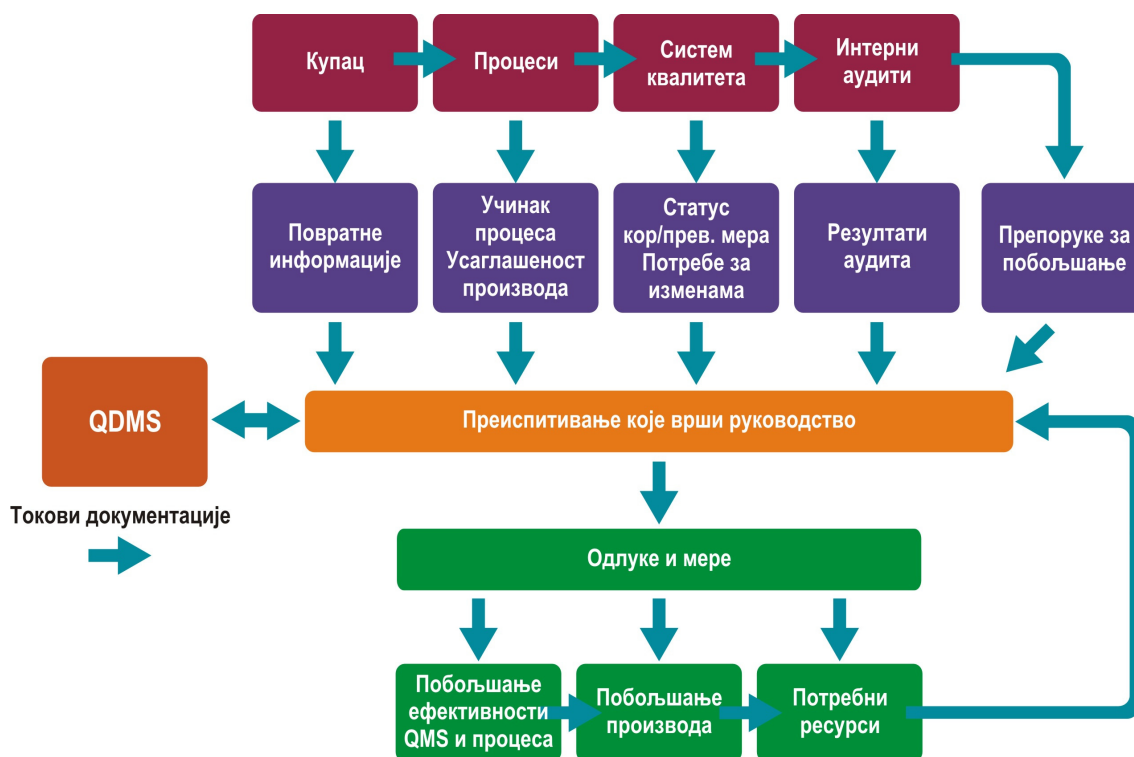 Купац
Процеси
Систем
квалитета
Интерни
аудити
Повратне
информације
Учинак
процеса
Усаглашеност
производа
Статус
кор/прев. мера
Потребе за
изменама
Резултати
аудита
Препоруке за
побољшање
QDMS
Преиспитивање које врши руководство
Токови документације
Одлуке и мере
Побољшање
ефективности
QMS и процеса
Побољшање
производа
Потребни
ресурси